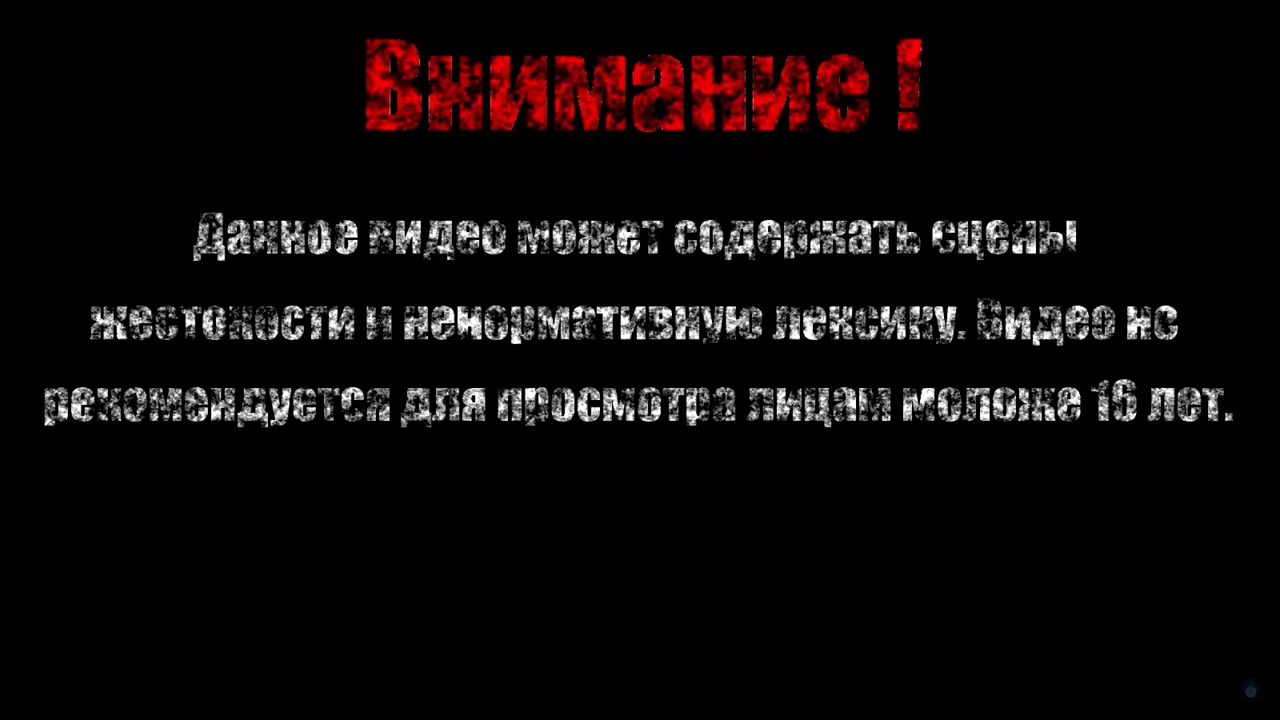 Внимание !
Данное видео может содержать сцены
жестокости и ненормативную лексику. Видео не
рекомендуется для просмотра лицам моложе 16 лет.